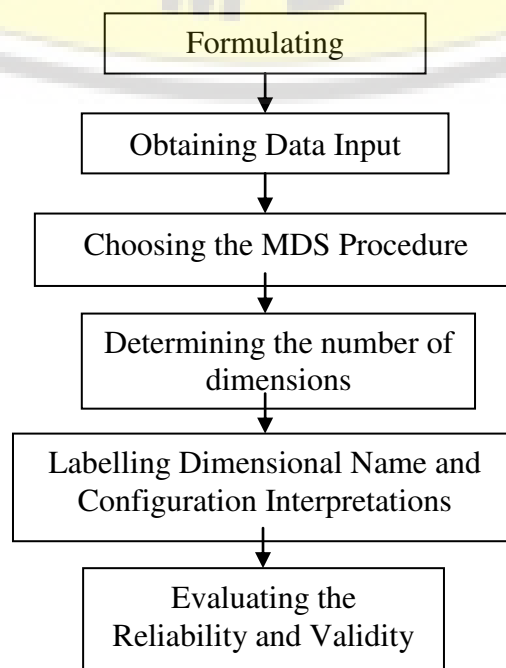 Formulating
Obtaining Data Input
Choosing the MDS Procedure
Determining the number of
dimensions
Labelling Dimensional Name and
Configuration Interpretations
Evaluating the
Reliability and Validity